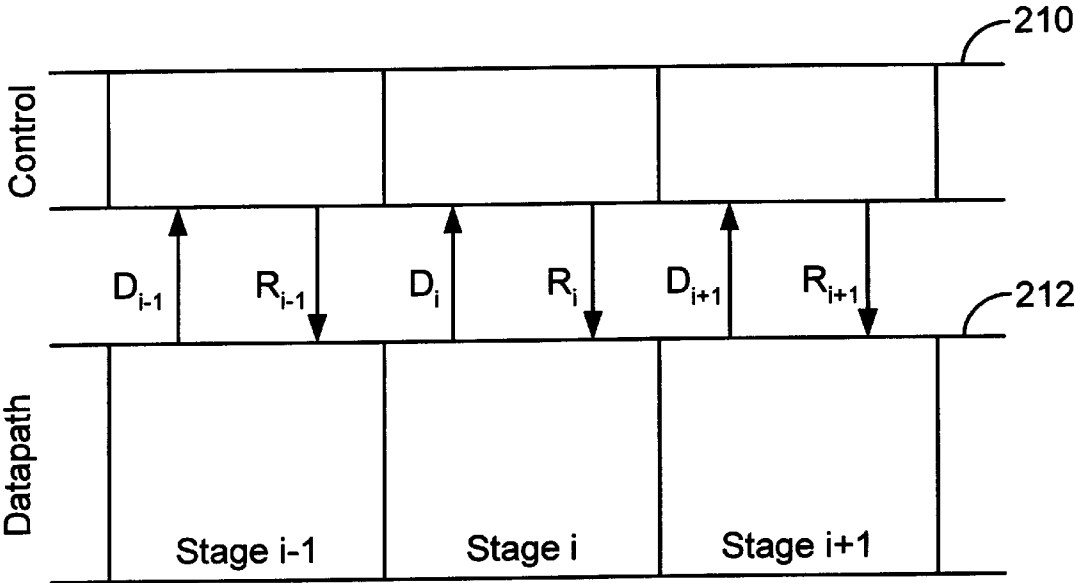 210
Control
D_{i-1} R_{i-1} D_i R_i D_{i+1} R_{i+1}
212
Datapath
Stage i-1 Stage i Stage i+1